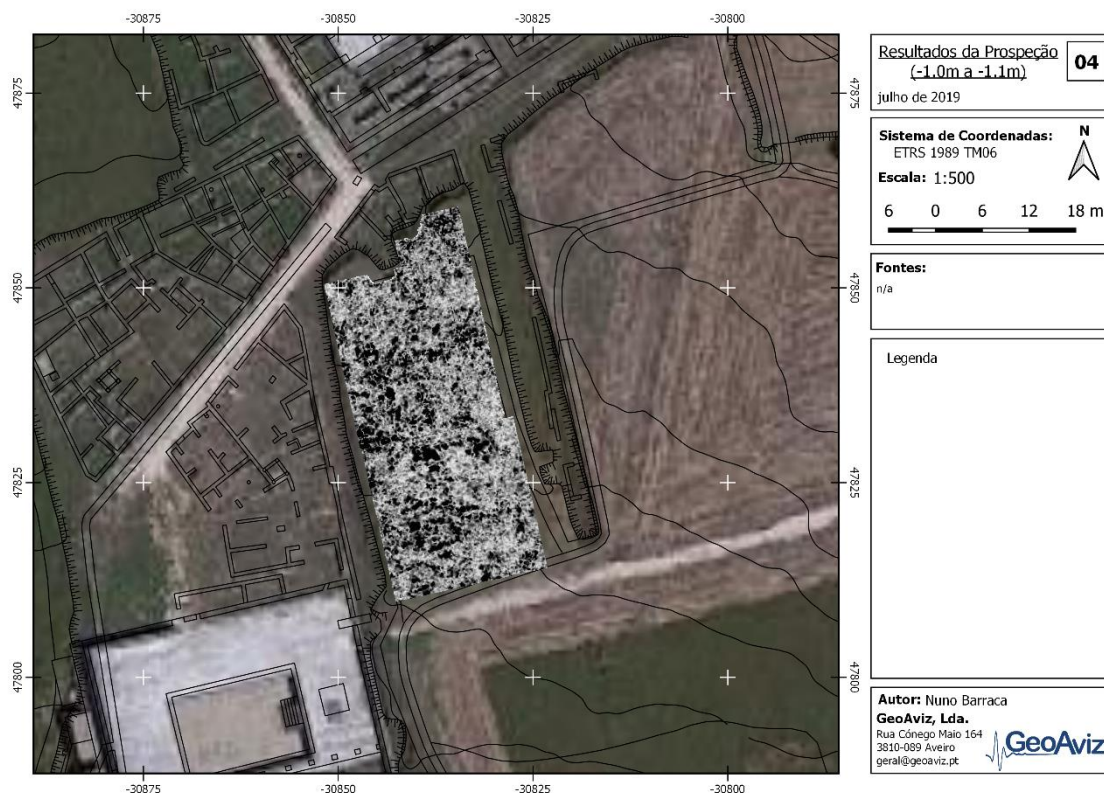 -30875 -30850 -30825 -30800
47875 47875
47850 47850
47825 47825
47800 47800
-30875 -30850 -30825 -30800
Resultados da Prospeção
(-1.0m a -1.1m)
04
julho de 2019
Sistema de Coordenadas:
ETRS 1989 TM06
N
Escala: 1:500
6 0 6 12 18 m
Fontes:
n/a
Legenda
Autor: Nuno Barraca
GeoAviz, Lda.
Rua Cónego Maio 164
3810-089 Aveiro
geral@geoaviz.pt
GeoAviz